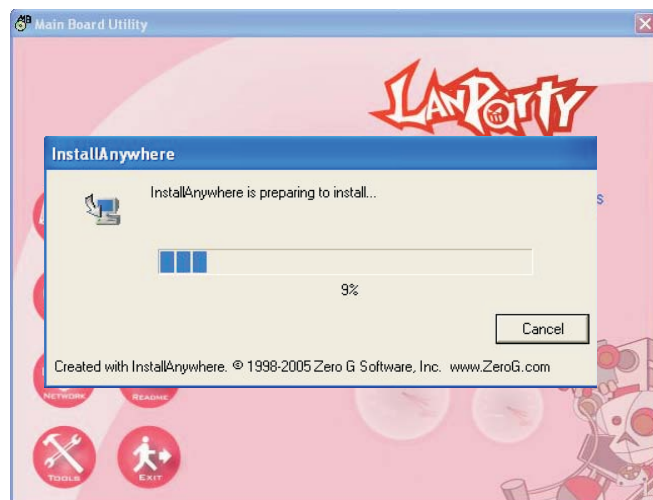 Main Board Utility
LANPARTY
InstallAnywhere
InstallAnywhere is preparing to install...
s
9%
Cancel
Created with InstallAnywhere. © 1998-2005 Zero G Software, Inc. www.ZeroG.com
NETWORK
README
TOOLS
EXIT